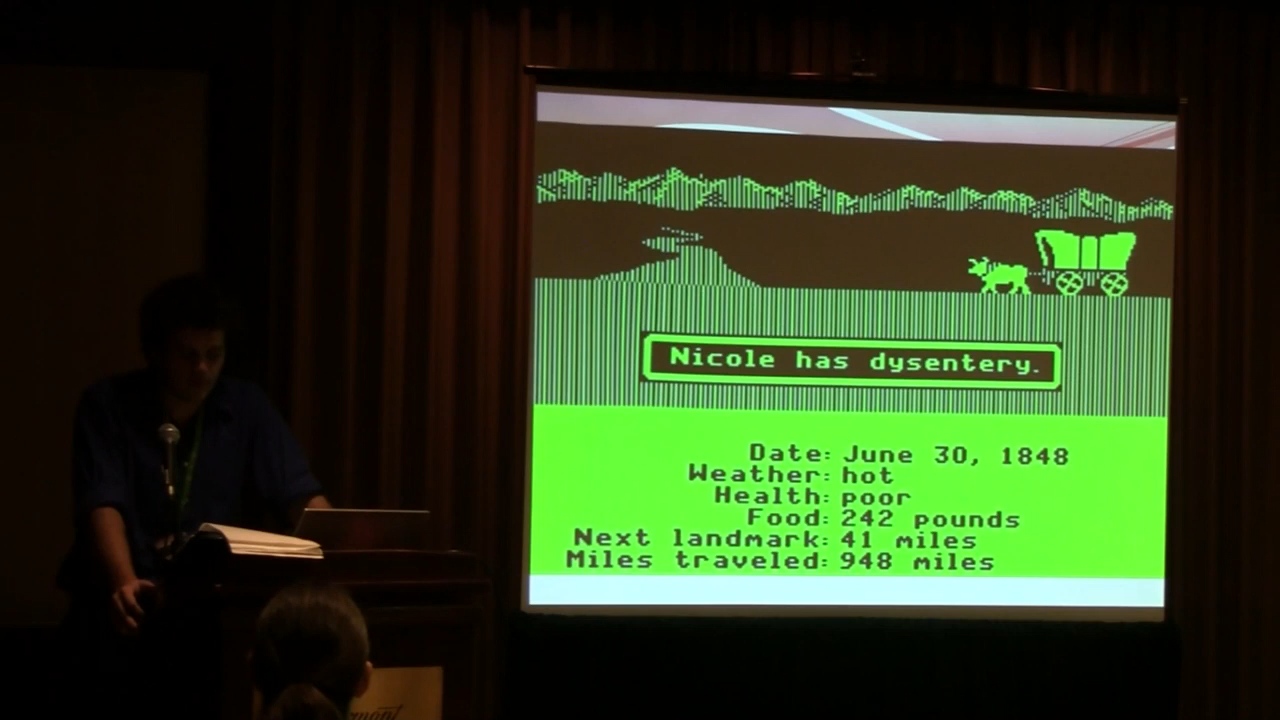 Nicole has dysentery.
Date: June 30, 1848
Weather: hot
Health: poor
Food: 242 pounds
Next landmark: 41 miles
Miles traveled: 948 miles